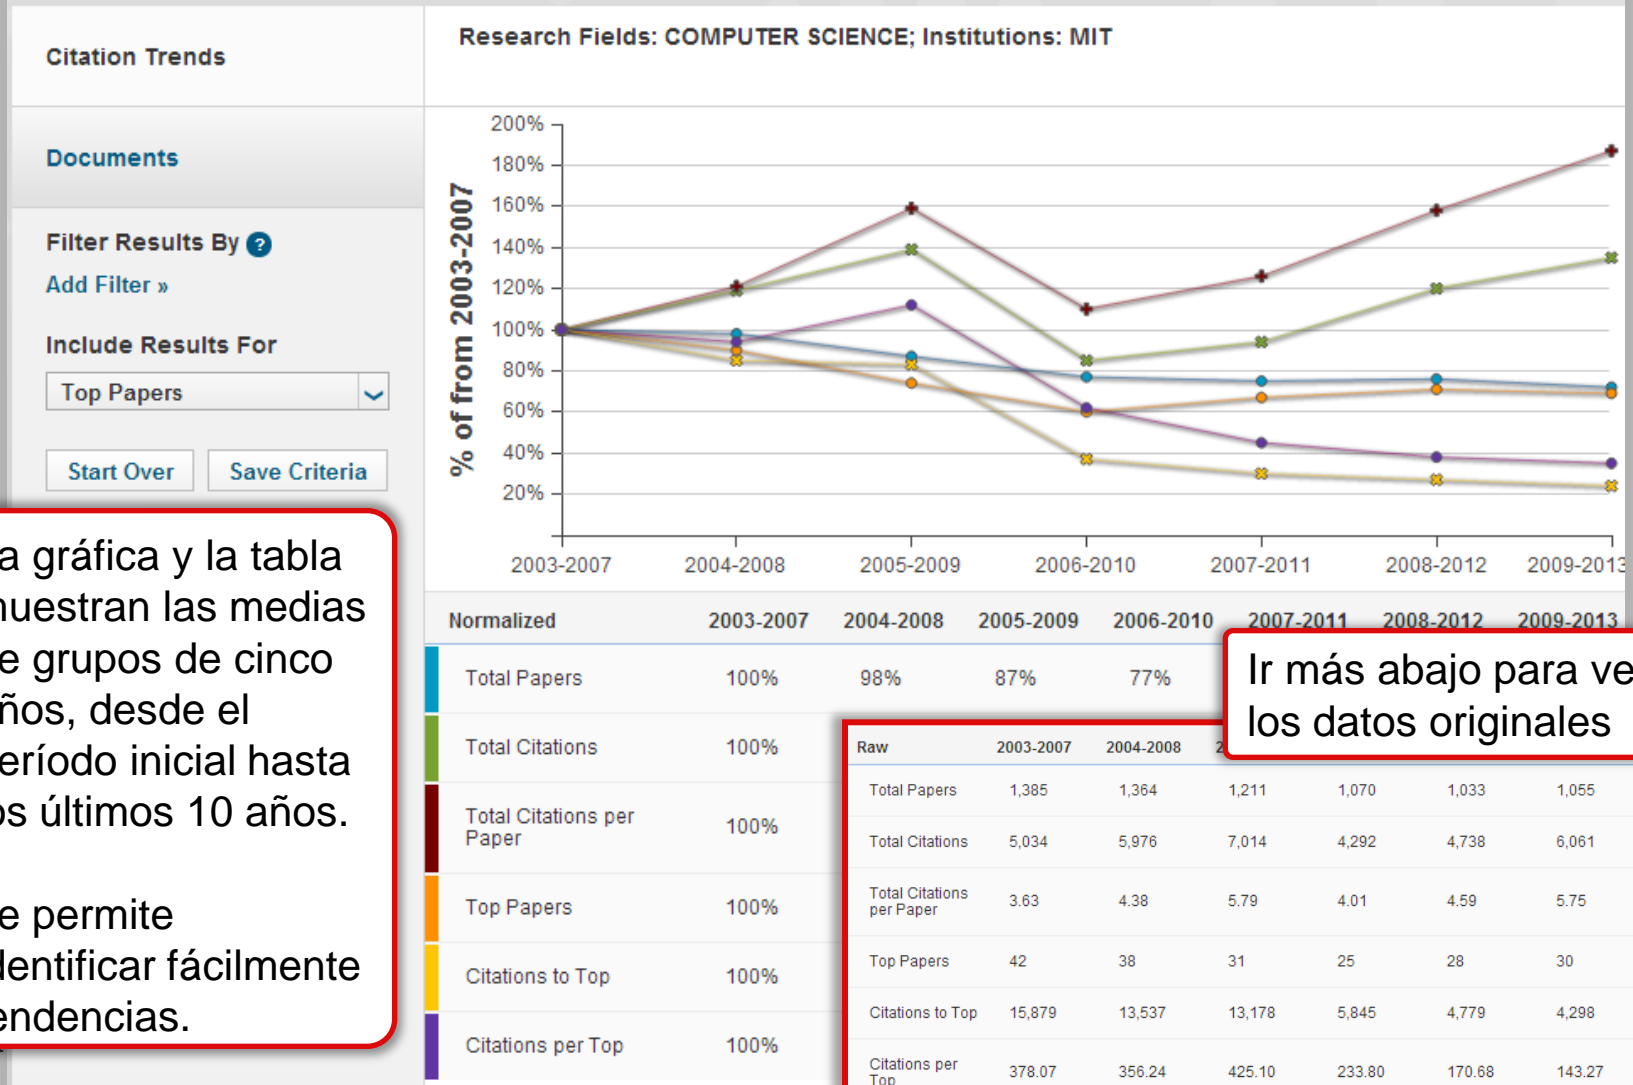 Citation Trends
Documents
Filter Results By ?
Add Filter »
Include Results For
Top Papers
Start Over Save Criteria
a gráfica y la tabla
nuestran las medias
e grupos de cinco
ños, desde el
eríodo inicial hasta
os últimos 10 años.
e permite
dentificar fácilmente
endencias.
Research Fields: COMPUTER SCIENCE; Institutions: MIT
% of from 2003-2007
200%
180%
160%
140%
120%
100%
80%
60%
40%
20%
2003-2007 2004-2008 2005-2009 2006-2010 2007-2011 2008-2012 2009-2013
Normalized 2003-2007 2004-2008 2005-2009 2006-2010 2007-2011 2008-2012 2009-2013
Total Papers 100% 98% 87% 77%
Total Citations 100%
Total Citations per
Paper 100%
Top Papers 100%
Citations to Top 100%
Citations per Top 100%
Ir más abajo para ve
los datos originales
Raw 2003-2007 2004-2008 2
Total Papers 1,385 1,364 1,211 1,070 1,033 1,055
Total Citations 5,034 5,976 7,014 4,292 4,738 6,061
Total Citations
per Paper 3.63 4.38 5.79 4.01 4.59 5.75
Top Papers 42 38 31 25 28 30
Citations to Top 15,879 13,537 13,178 5,845 4,779 4,298
Citations per
Top 378.07 356.24 425.10 233.80 170.68 143.27